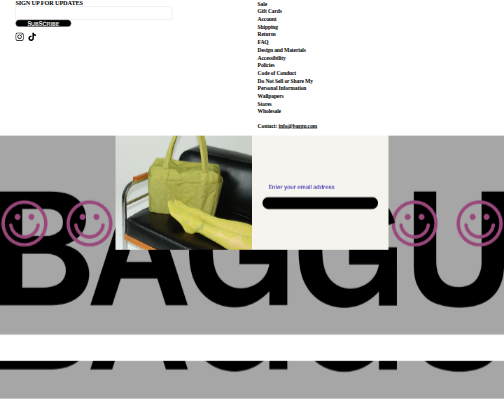 SIGN UP FOR UPDATES
SUBSCRIBE
Sale
Gift Cards
Account
Shipping
Returns
FAQ
Design and Materials
Accessibility
Policies
Code of Conduct
Do Not Sell or Share My
Personal Information
Wallpapers
Stores
Wholesale
Contact: info@baggu.com
Enter your email address
BAGGU
BAGGU